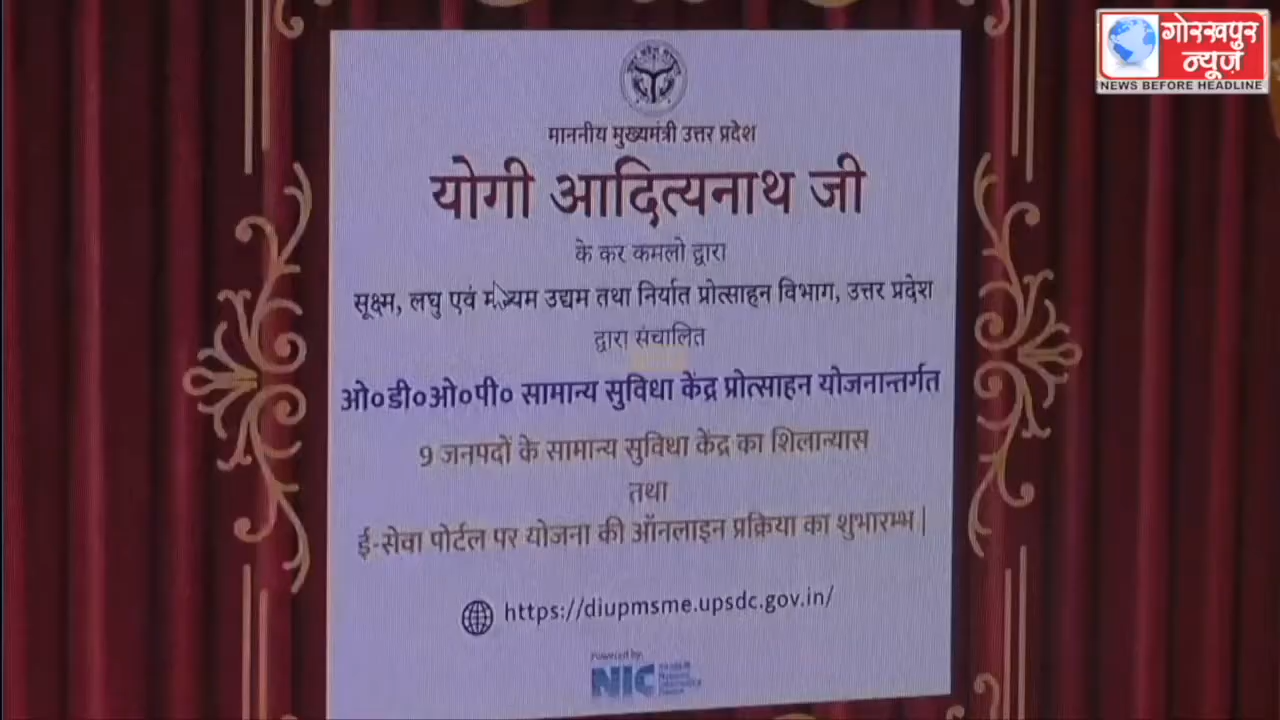 गोरखपुर
न्यूज़
NEWS BEFORE HEADLINE
माननीय मुख्यमंत्री उत्तर प्रदेश
योगी आदित्यनाथ जी
के कर कमलो द्वारा
सूक्ष्म, लघु एवं मध्यम उद्यम तथा निर्यात प्रोत्साहन विभाग, उत्तर प्रदेश
द्वारा संचालित
ओ०डी०ओ०पी० सामान्य सुविधा केंद्र प्रोत्साहन योजनान्तर्गत
9 जनपदों के सामान्य सुविधा केंद्र का शिलान्यास
तथा
ई-सेवा पोर्टल पर योजना की ऑनलाइन प्रक्रिया का शुभारम्भ|
https://diupmsme.upsdc.gov.in/
Powered by:
NIC